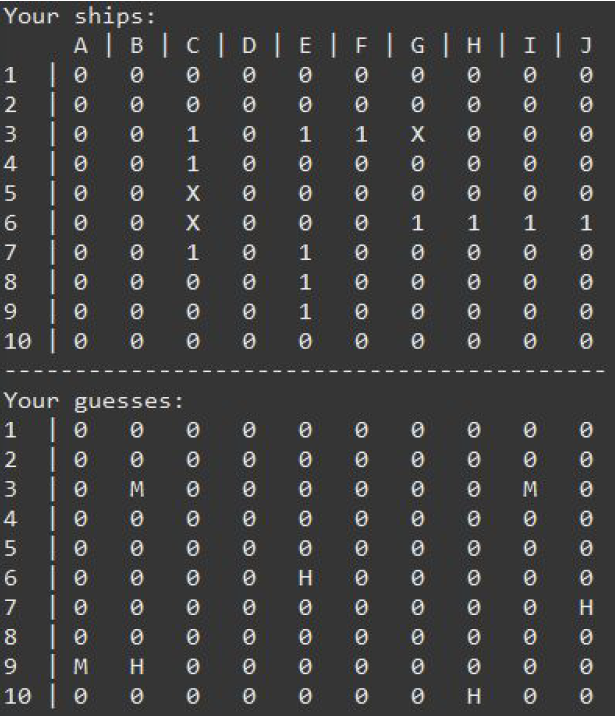 Your ships:
     A | B | C | D | E | F | G | H | I | J
1  | 0   0   0   0   0   0   0   0   0   0
2  | 0   0   0   0   0   0   0   0   0   0
3  | 0   0   1   0   1   1   X   0   0   0
4  | 0   0   1   0   0   0   0   0   0   0
5  | 0   0   X   0   0   0   0   0   0   0
6  | 0   0   X   0   0   0   1   1   1   1
7  | 0   0   1   0   1   0   0   0   0   0
8  | 0   0   0   0   1   0   0   0   0   0
9  | 0   0   0   0   1   0   0   0   0   0
10 | 0   0   0   0   0   0   0   0   0   0
-------------------------------------------
Your guesses:
1  | 0   0   0   0   0   0   0   0   0   0
2  | 0   0   0   0   0   0   0   0   0   0
3  | 0   M   0   0   0   0   0   0   M   0
4  | 0   0   0   0   0   0   0   0   0   0
5  | 0   0   0   0   0   0   0   0   0   0
6  | 0   0   0   0   H   0   0   0   0   0
7  | 0   0   0   0   0   0   0   0   0   H
8  | 0   0   0   0   0   0   0   0   0   0
9  | M   H   0   0   0   0   0   0   0   0
10 | 0   0   0   0   0   0   0   H   0   0